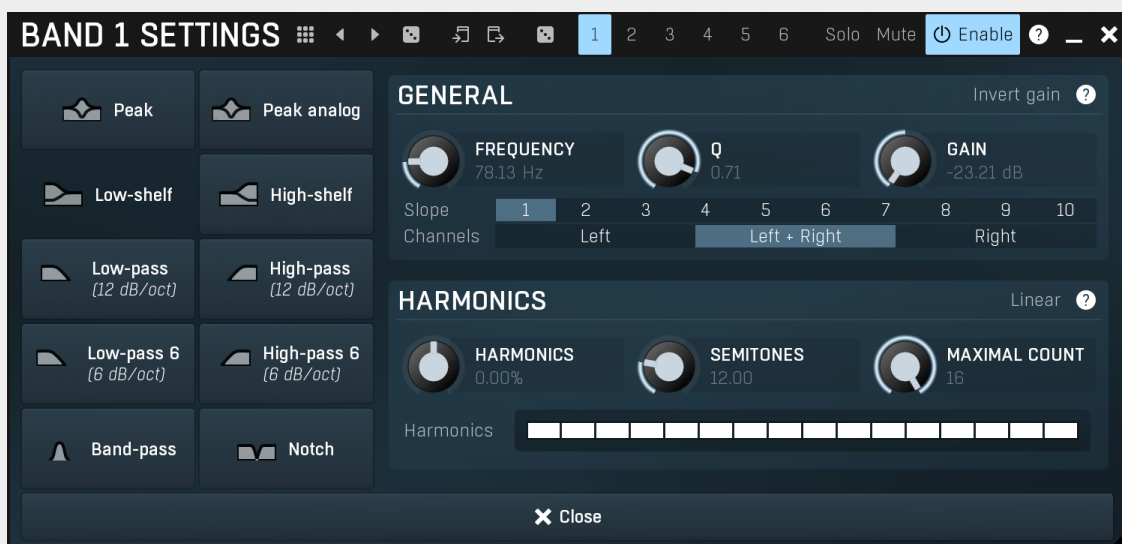 BAND 1 SETTINGS 1 2 3 4 5 6 Solo Mute Enable ?
Peak
Peak analog
Low-shelf
High-shelf
Low-pass
(12 dB/oct)
High-pass
(12 dB/oct)
Low-pass 6
(6 dB/oct)
High-pass 6
(6 dB/oct)
Band-pass
Notch
GENERAL Invert gain ?
FREQUENCY
78.13 Hz
Q
0.71
GAIN
-23.21 dB
Slope 1 2 3 4 5 6 7 8 9 10
Channels Left Left + Right Right
HARMONICS Linear ?
HARMONICS
0.00%
SEMITONES
12.00
MAXIMAL COUNT
16
Harmonics
Close